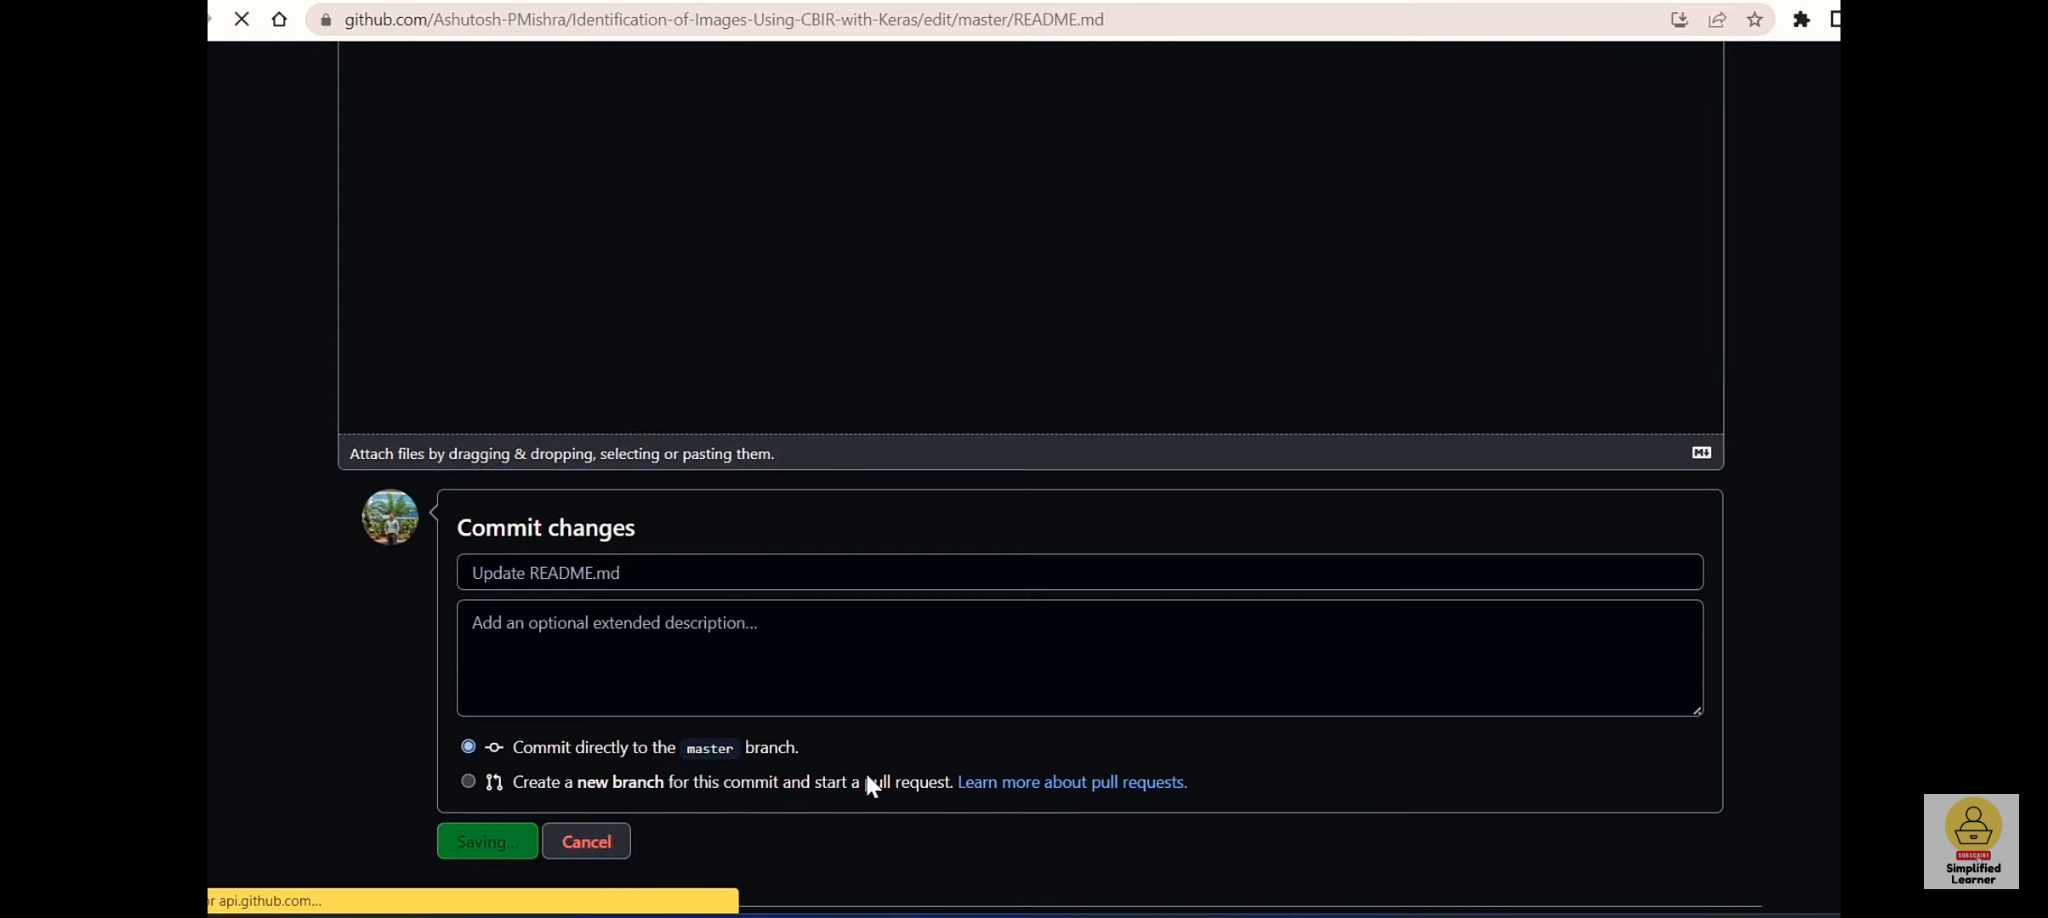 github.com/Ashutosh-PMishra/Identification-of-Images-Using-CBIR-with-Keras/edit/master/README.md
Attach files by dragging & dropping, selecting or pasting them.
M
Commit changes
Update README.md
Add an optional extended description...
Commit directly to the master branch.
Create a new branch for this commit and start a pull request. Learn more about pull requests.
Saving...
Cancel
r api.github.com...
SUBSCRIBE
Simplified
Learner